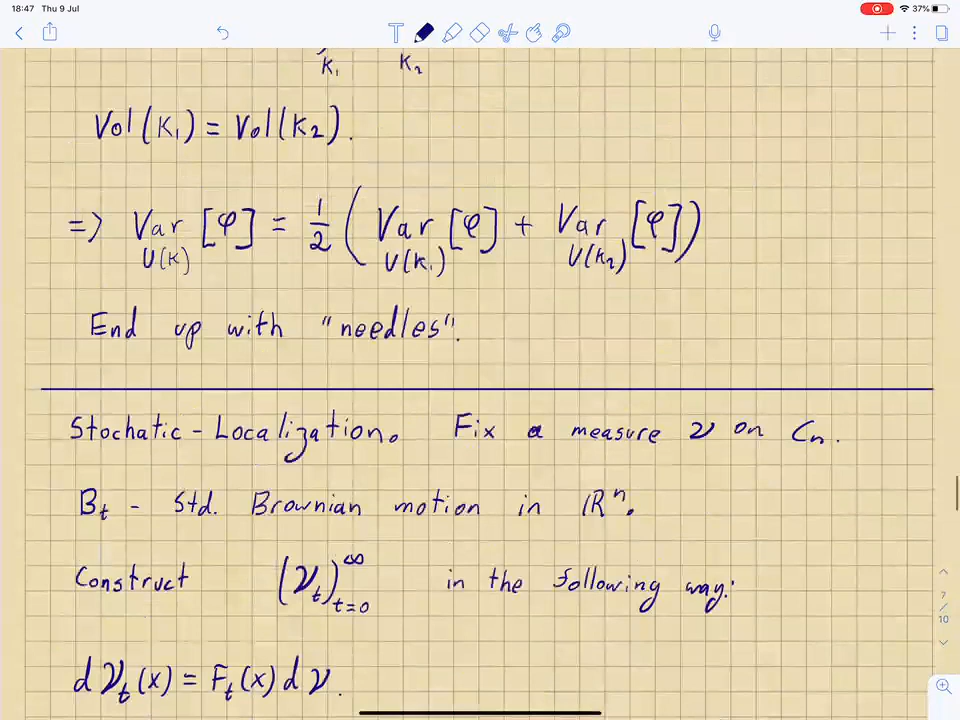 18:47 Thu 9 Jul 37%
K₁ K₂
Vol(K₁) = Vol(K₂).
=> Var_{U(K)} [φ] = 1/2 ( Var_{U(K₁)} [φ] + Var_{U(K₂)} [φ] )
End up with "needles".
Stochatic-Localization. Fix a measure ν on Cₙ.
Bₜ - Std. Brownian motion in ℝⁿ.
Construct (νₜ)_{t=0}^{∞} in the following way:
dνₜ(x) = Fₜ(x) dν.
7 / 10